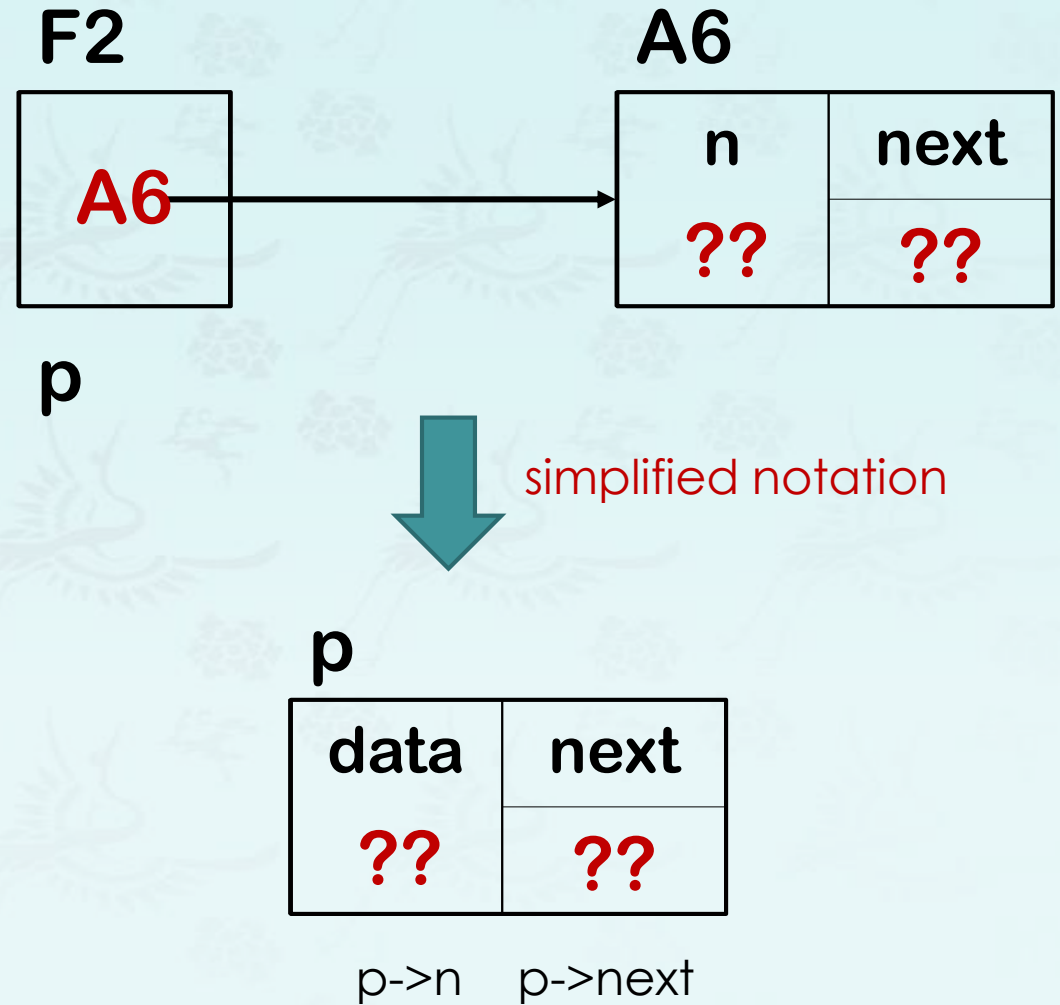 F2 A6
n next
A6
?? ??
p
simplified notation
p
data next
?? ??
p->n p->next